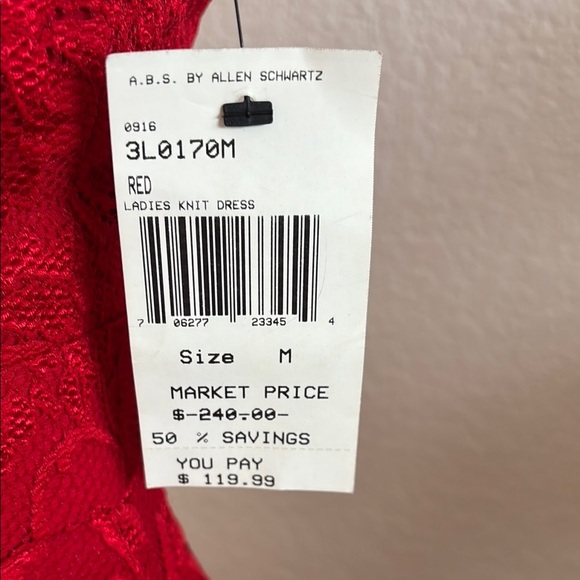 A.B.S. BY ALLEN SCHWARTZ
0916
3L0170M
RED
LADIES KNIT DRESS
7 06277 23345 4
Size M
MARKET PRICE
$ 240.00
50 % SAVINGS
YOU PAY
$ 119.99